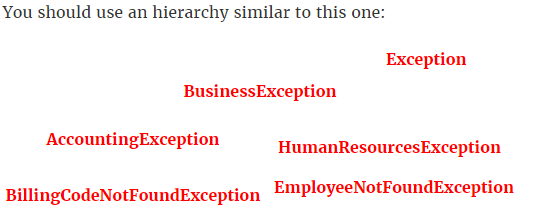 You should use an hierarchy similar to this one:
Exception
BusinessException
AccountingException
HumanResourcesException
BillingCodeNotFoundException
EmployeeNotFoundException